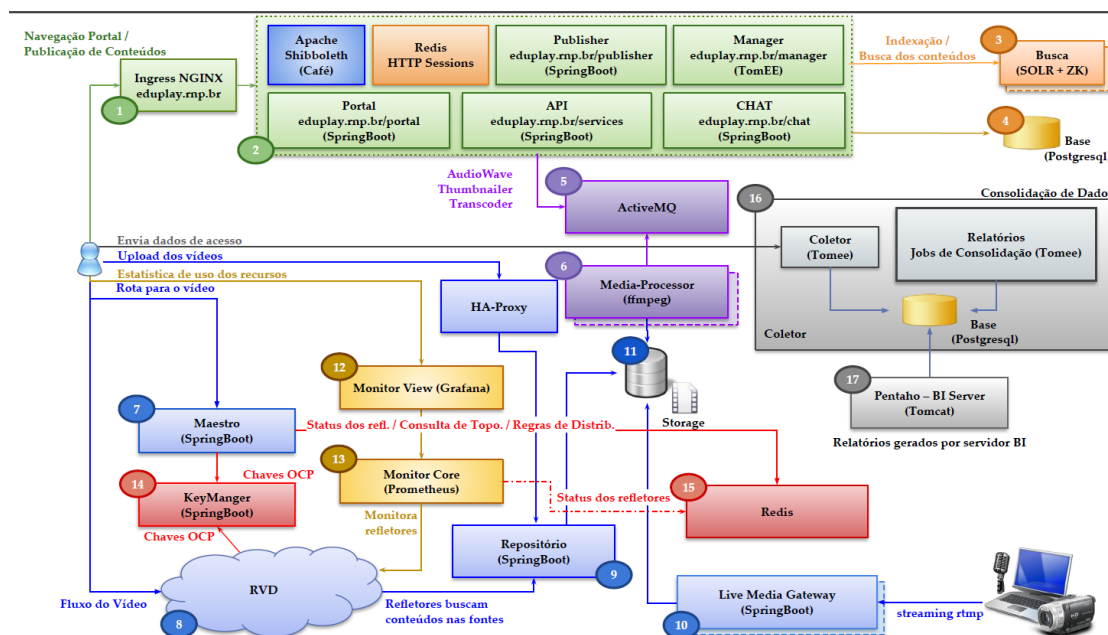 Navegação Portal /
Publicação de Conteúdos
Ingress NGINX
eduplay.rnp.br
1
Apache
Shibboleth
(Café)
Redis
HTTP Sessions
Publisher
eduplay.rnp.br/publisher
(SpringBoot)
Manager
eduplay.rnp.br/manager
(TomEE)
Portal
eduplay.rnp.br/portal
(SpringBoot)
API
eduplay.rnp.br/services
(SpringBoot)
CHAT
eduplay.rnp.br/chat
(SpringBoot)
2
Indexação /
Busca dos conteúdos
3
Busca
(SOLR + ZK)
4
Base
(Postgresql)
AudioWave
Thumbnailer
Transcoder
5
ActiveMQ
6
Media-Processor
(ffmpeg)
Consolidação de Dado
16
Coletor
(Tomee)
Relatórios
Jobs de Consolidação (Tomee)
Base
(Postgresql)
Coletor
17
Pentaho – BI Server
(Tomcat)
Relatórios gerados por servidor BI
Envia dados de acesso
Upload dos vídeos
Estatística de uso dos recursos
Rota para o vídeo
HA-Proxy
11
Storage
12
Monitor View (Grafana)
7
Maestro
(SpringBoot)
Status dos refl. / Consulta de Topo. / Regras de Distrib.
13
Monitor Core
(Prometheus)
Chaves OCP
14
KeyManger
(SpringBoot)
Chaves OCP
Status dos refletores
15
Redis
Monitora
refletores
Repositório
(SpringBoot)
9
RVD
8
Fluxo do Vídeo
Refletores buscam
conteúdos nas fontes
Live Media Gateway
(SpringBoot)
10
streaming rtmp